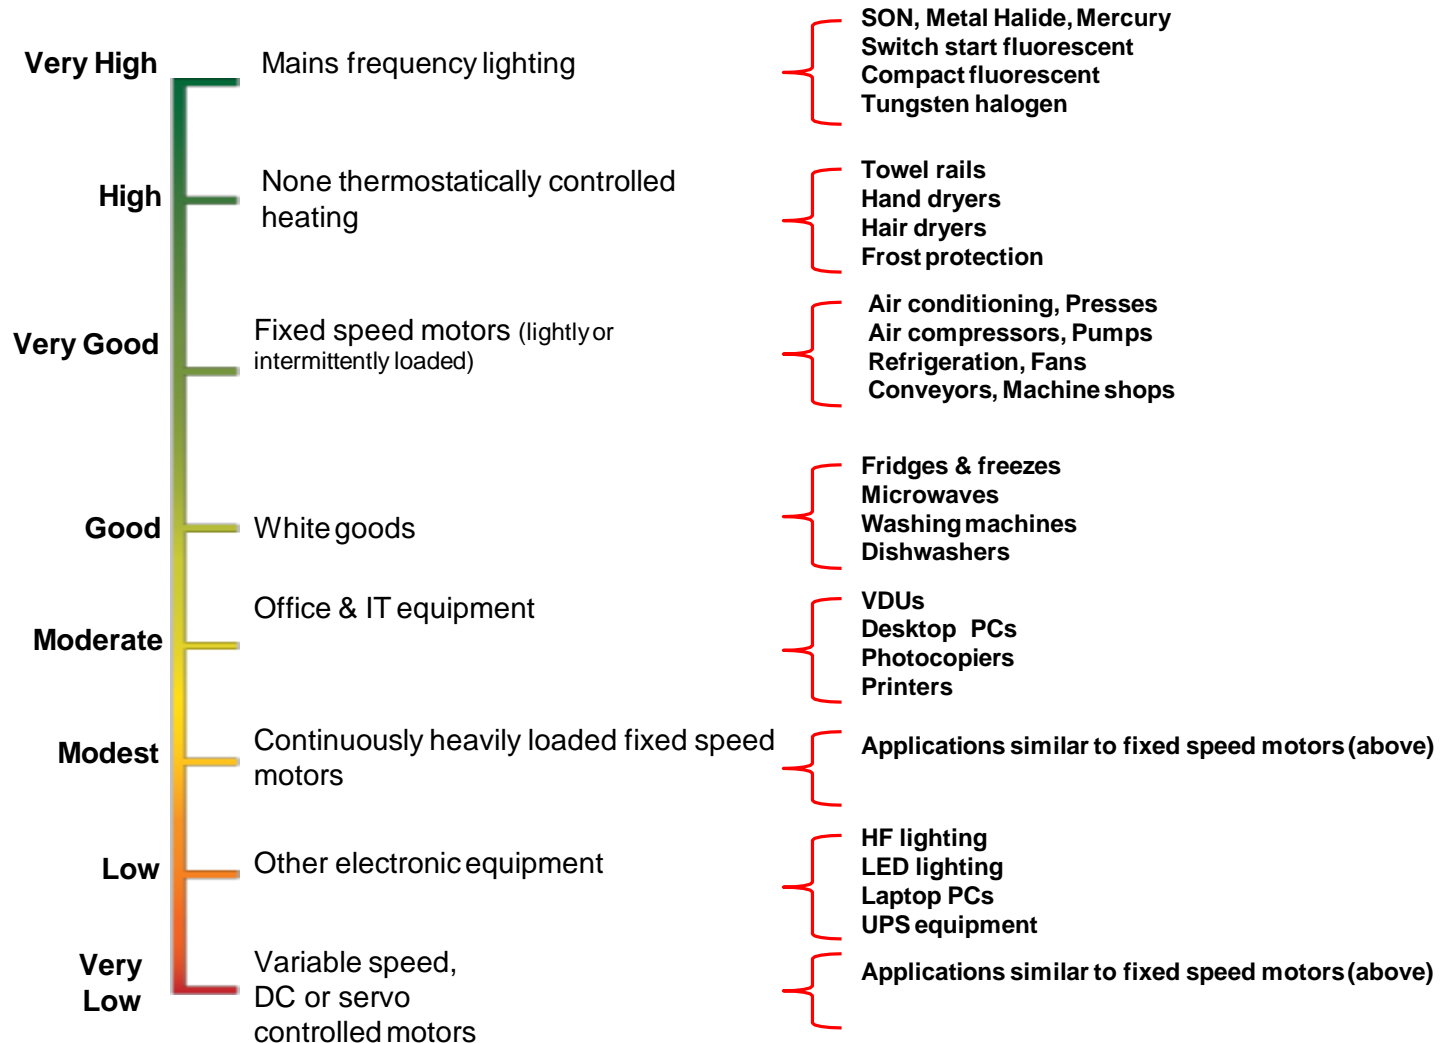 Very High
Mains frequency lighting
SON, Metal Halide, Mercury
Switch start fluorescent
Compact fluorescent
Tungsten halogen
High
None thermostatically controlled
heating
Towel rails
Hand dryers
Hair dryers
Frost protection
Very Good
Fixed speed motors (lightly or
intermittently loaded)
Air conditioning, Presses
Air compressors, Pumps
Refrigeration, Fans
Conveyors, Machine shops
Good
White goods
Fridges & freezes
Microwaves
Washing machines
Dishwashers
Moderate
Office & IT equipment
VDUs
Desktop PCs
Photocopiers
Printers
Modest
Continuously heavily loaded fixed speed
motors
Applications similar to fixed speed motors (above)
Low
Other electronic equipment
HF lighting
LED lighting
Laptop PCs
UPS equipment
Very
Low
Variable speed,
DC or servo
controlled motors
Applications similar to fixed speed motors (above)